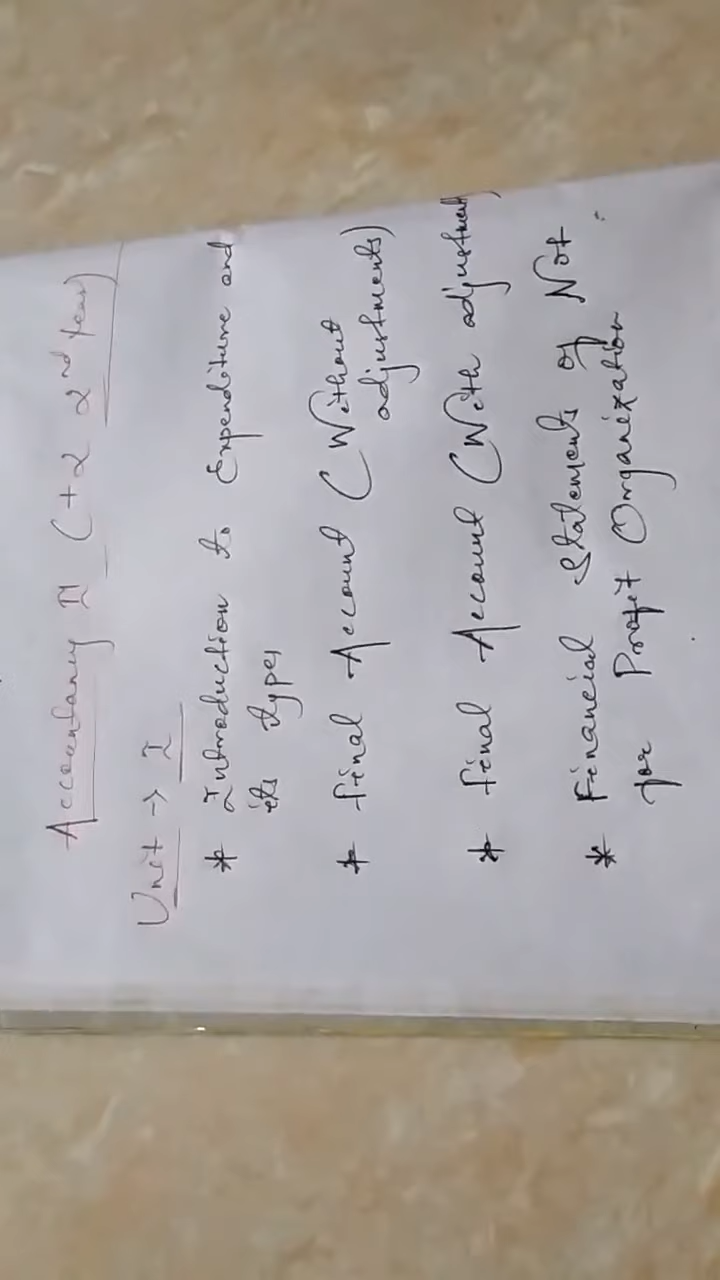 Accountancy II (+2 2nd Year)
Unit → I
* Introduction to Expenditure and
its types
* Final Account (Without
adjustments)
* Final Account (With adjustment)
* Financial Statements of Not
for Profit Organization